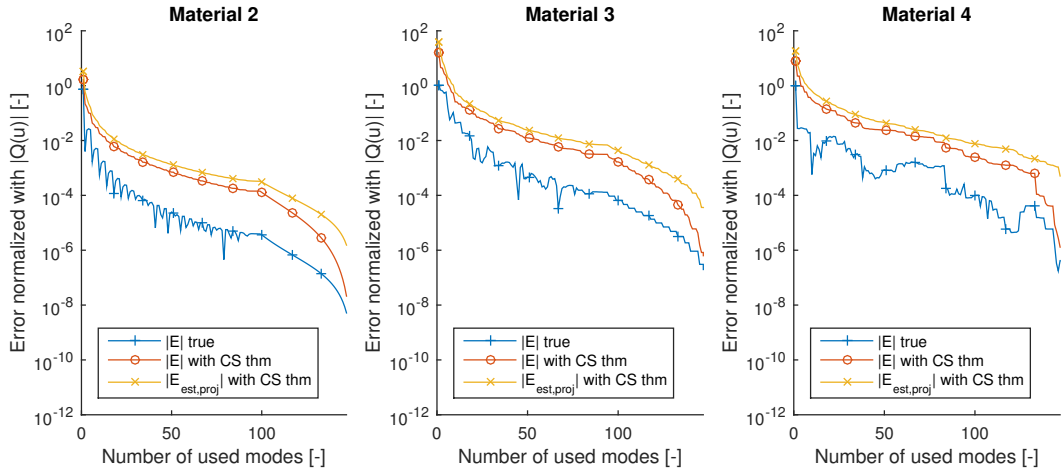 Material 2
Error normalized with |Q(u)| [-]
10^2
10^0
10^-2
10^-4
10^-6
10^-8
10^-10
10^-12
0
50
100
Number of used modes [-]
|E| true
|E| with CS thm
|E_est,proj| with CS thm
Material 3
Error normalized with |Q(u)| [-]
10^2
10^0
10^-2
10^-4
10^-6
10^-8
10^-10
10^-12
0
50
100
Number of used modes [-]
|E| true
|E| with CS thm
|E_est,proj| with CS thm
Material 4
Error normalized with |Q(u)| [-]
10^2
10^0
10^-2
10^-4
10^-6
10^-8
10^-10
10^-12
0
50
100
Number of used modes [-]
|E| true
|E| with CS thm
|E_est,proj| with CS thm